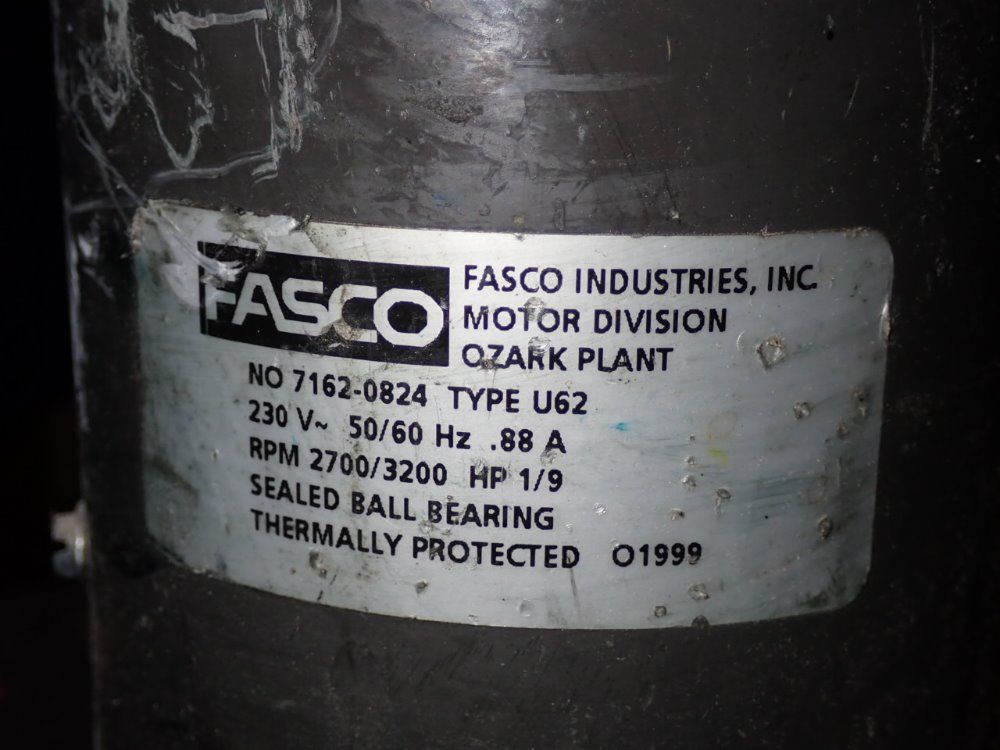 FASCO
FASCO INDUSTRIES, INC.
MOTOR DIVISION
OZARK PLANT
NO 7162-0824 TYPE U62
230 V~ 50/60 Hz .88 A
RPM 2700/3200 HP 1/9
SEALED BALL BEARING
THERMALLY PROTECTED O1999